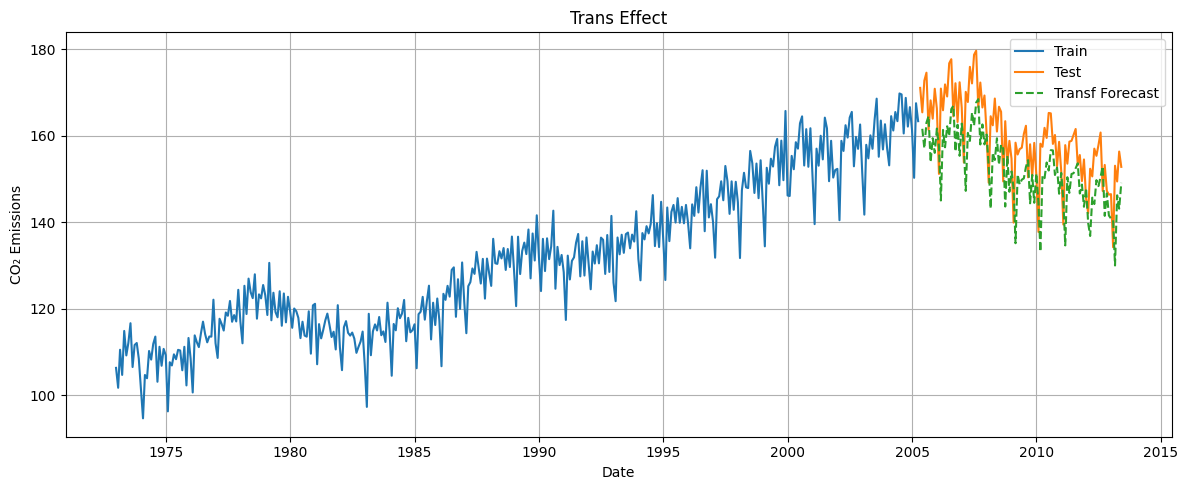 Trans Effect
Train
Test
Transf Forecast
CO₂ Emissions
180
160
140
120
100
1975 1980 1985 1990 1995 2000 2005 2010 2015
Date